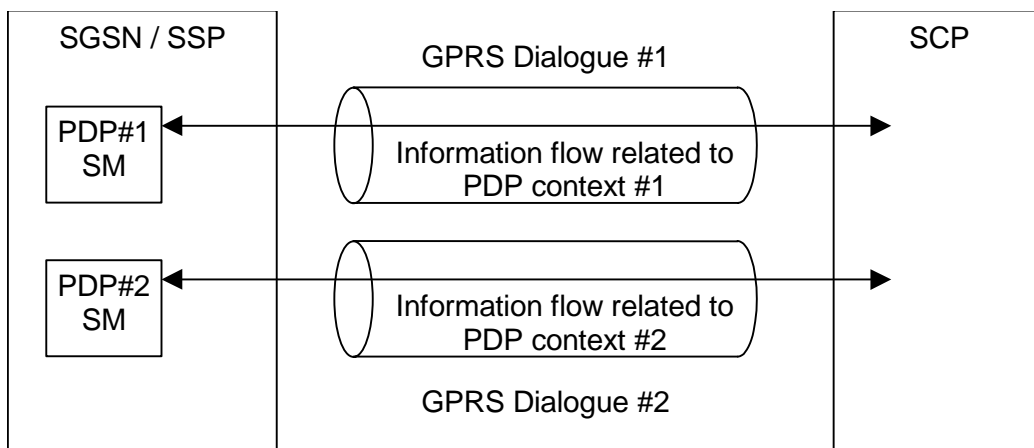 SGSN / SSP
SCP
GPRS Dialogue #1
PDP#1
SM
Information flow related to
PDP context #1
PDP#2
SM
Information flow related to
PDP context #2
GPRS Dialogue #2